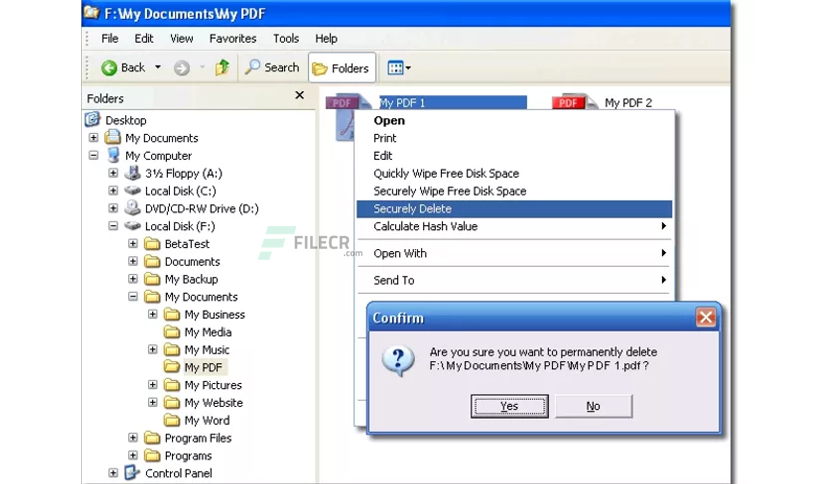 F:\My Documents\My PDF
File Edit View Favorites Tools Help
Back Search Folders
Folders
Desktop
My Documents
My Computer
3½ Floppy (A:)
Local Disk (C:)
DVD/CD-RW Drive (D:)
Local Disk (F:)
BetaTest
Documents
My Backup
My Documents
My Business
My Media
My Music
My PDF
My Pictures
My Website
My Word
Program Files
Programs
Control Panel
PDF My PDF 1
PDF My PDF 2
Open
Print
Edit
Quickly Wipe Free Disk Space
Securely Wipe Free Disk Space
Securely Delete
Calculate Hash Value
Open With
Send To
FILECR
.com
Confirm
Are you sure you want to permanently delete
F:\My Documents\My PDF\My PDF 1.pdf ?
Yes No